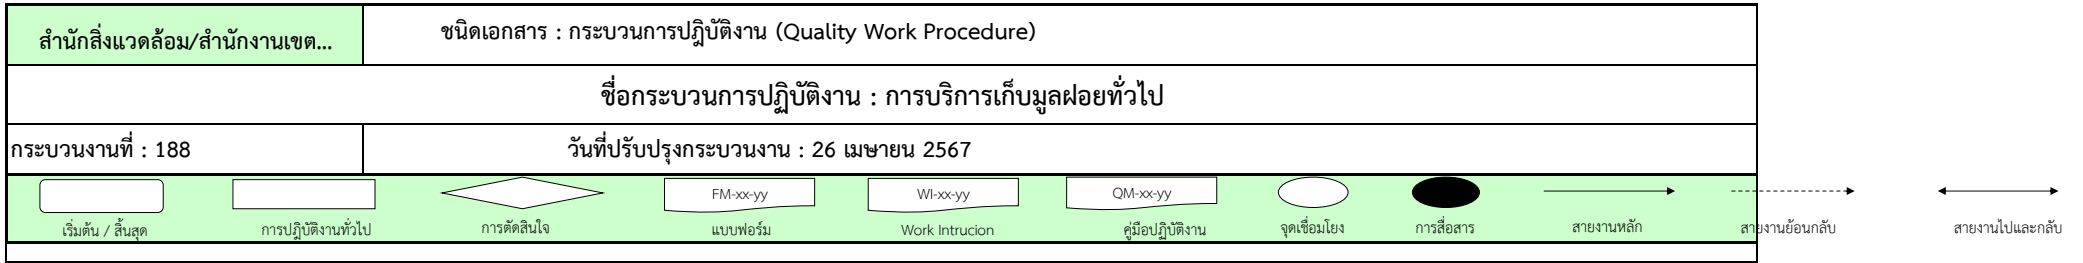 สำนักสิ่งแวดล้อม/สำนักงานเขต...
ชนิดเอกสาร : กระบวนการปฎิบัติงาน (Quality Work Procedure)
ชื่อกระบวนการปฏิบัติงาน : การบริการเก็บมูลฝอยทั่วไป
กระบวนงานที่ : 188
วันที่ปรับปรุงกระบวนงาน : 26 เมษายน 2567
FM-xx-yy WI-xx-yy QM-xx-yy
เริ่มต้น / สิ้นสุด การปฎิบัติงานทั่วไป การตัดสินใจ แบบฟอร์ม Work Intrucion คู่มือปฏิบัติงาน จุดเชื่อมโยง การสื่อสาร สายงานหลัก สายงานย้อนกลับ สายงานไปและกลับ